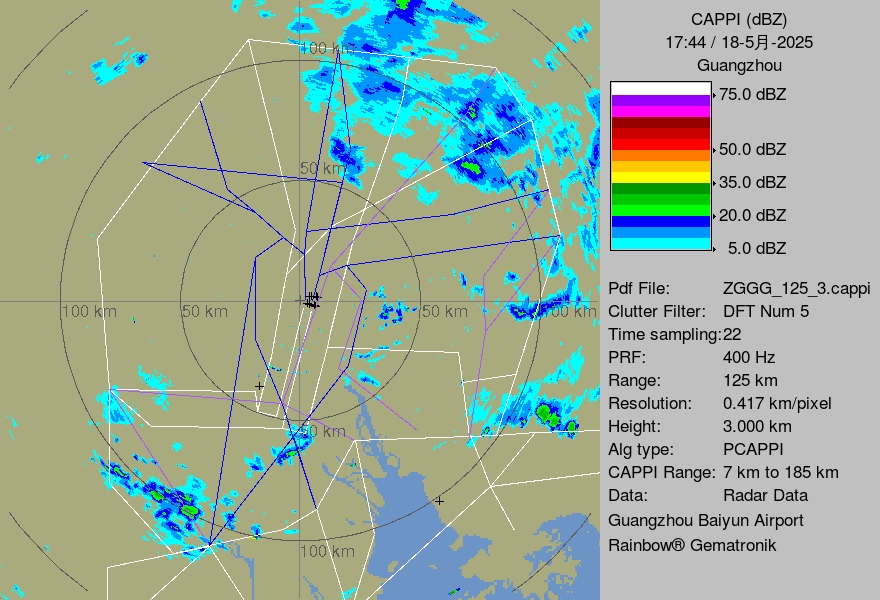 CAPPI (dBZ)
17:44 / 18-5月-2025
Guangzhou
75.0 dBZ
50.0 dBZ
35.0 dBZ
20.0 dBZ
5.0 dBZ
Pdf File: ZGGG_125_3.cappi
Clutter Filter: DFT Num 5
Time sampling:22
PRF: 400 Hz
Range: 125 km
Resolution: 0.417 km/pixel
Height: 3.000 km
Alg type: PCAPPI
CAPPI Range: 7 km to 185 km
Data: Radar Data
Guangzhou Baiyun Airport
Rainbow® Gematronik
100 km
50 km
100 km
50 km
50 km
100 km
50 km
100 km